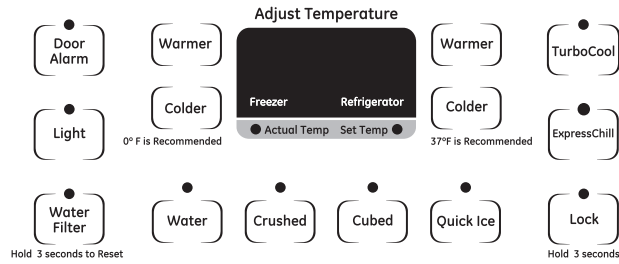 Adjust Temperature
Door
Alarm
Warmer
Warmer
TurboCool
Freezer
Refrigerator
Light
Colder
Colder
ExpressChill
Actual Temp
Set Temp
0° F is Recommended
37°F is Recommended
Water
Filter
Water
Crushed
Cubed
Quick Ice
Lock
Hold 3 seconds to Reset
Hold 3 seconds